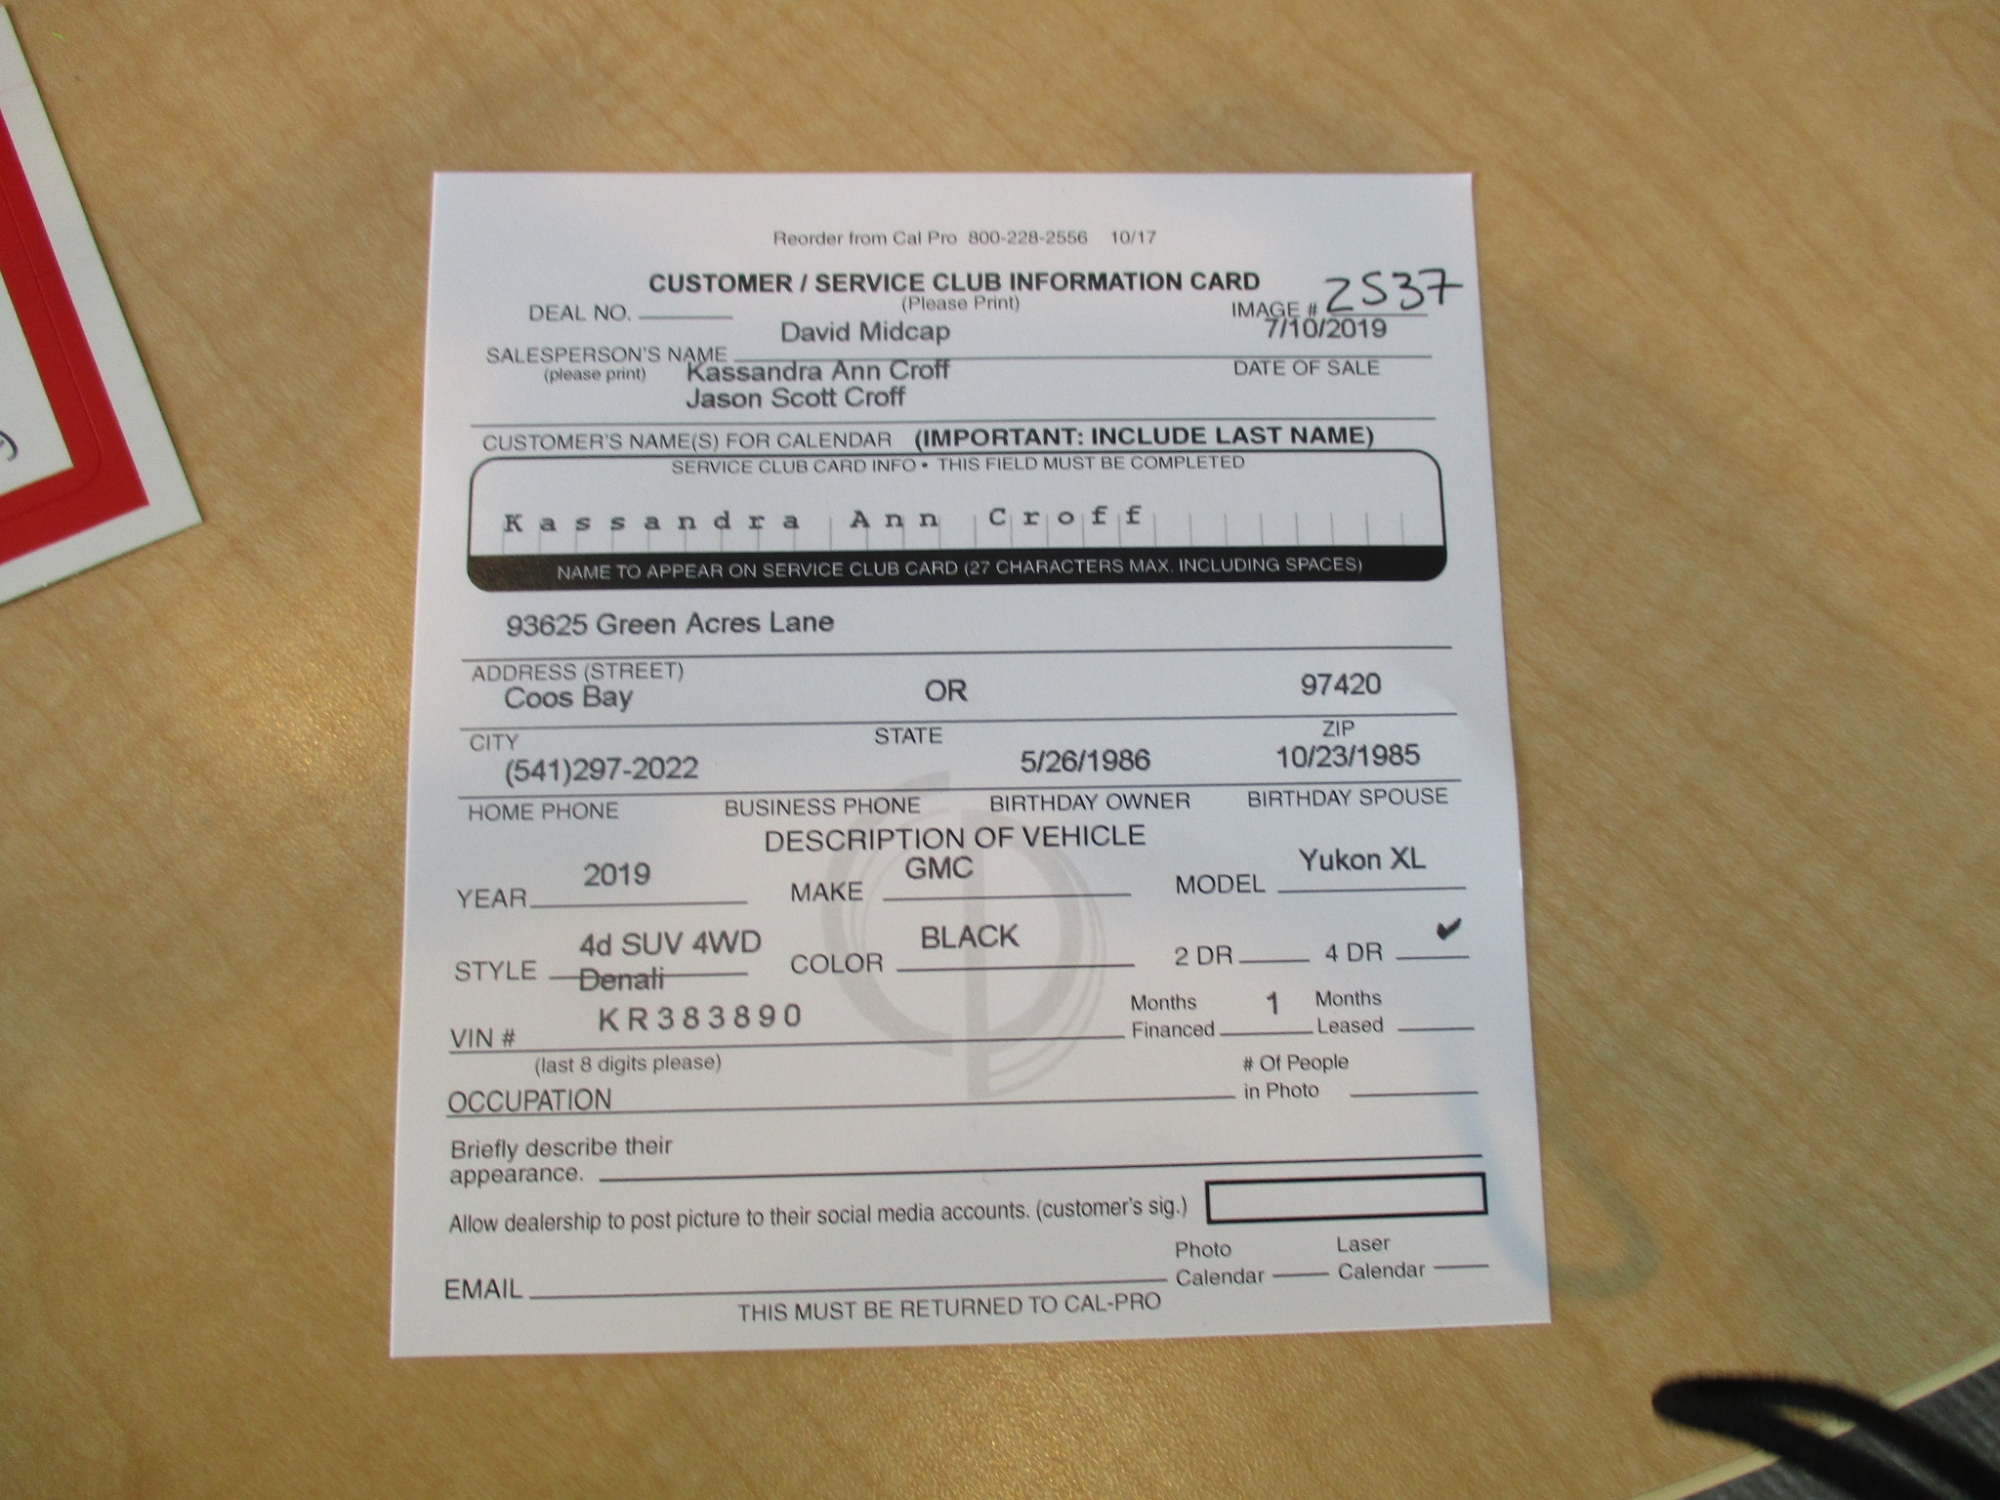 Reorder from Cal Pro 800-228-2556 10/17
CUSTOMER / SERVICE CLUB INFORMATION CARD
(Please Print)
DEAL NO. IMAGE # 2537
David Midcap 7/10/2019
SALESPERSON'S NAME
(please print) DATE OF SALE
Kassandra Ann Croff
Jason Scott Croff
CUSTOMER'S NAME(S) FOR CALENDAR (IMPORTANT: INCLUDE LAST NAME)
SERVICE CLUB CARD INFO • THIS FIELD MUST BE COMPLETED
Kassandra Ann Croff
NAME TO APPEAR ON SERVICE CLUB CARD (27 CHARACTERS MAX. INCLUDING SPACES)
93625 Green Acres Lane
ADDRESS (STREET)
Coos Bay OR 97420
CITY STATE ZIP
(541)297-2022 5/26/1986 10/23/1985
HOME PHONE BUSINESS PHONE BIRTHDAY OWNER BIRTHDAY SPOUSE
DESCRIPTION OF VEHICLE
YEAR 2019 MAKE GMC MODEL Yukon XL
STYLE 4d SUV 4WD COLOR BLACK 2 DR 4 DR ✔
Denali
VIN # KR383890 Months Financed 1 Months Leased
(last 8 digits please)
OCCUPATION # Of People in Photo
Briefly describe their
appearance.
Allow dealership to post picture to their social media accounts. (customer's sig.)
EMAIL Photo Calendar Laser Calendar
THIS MUST BE RETURNED TO CAL-PRO